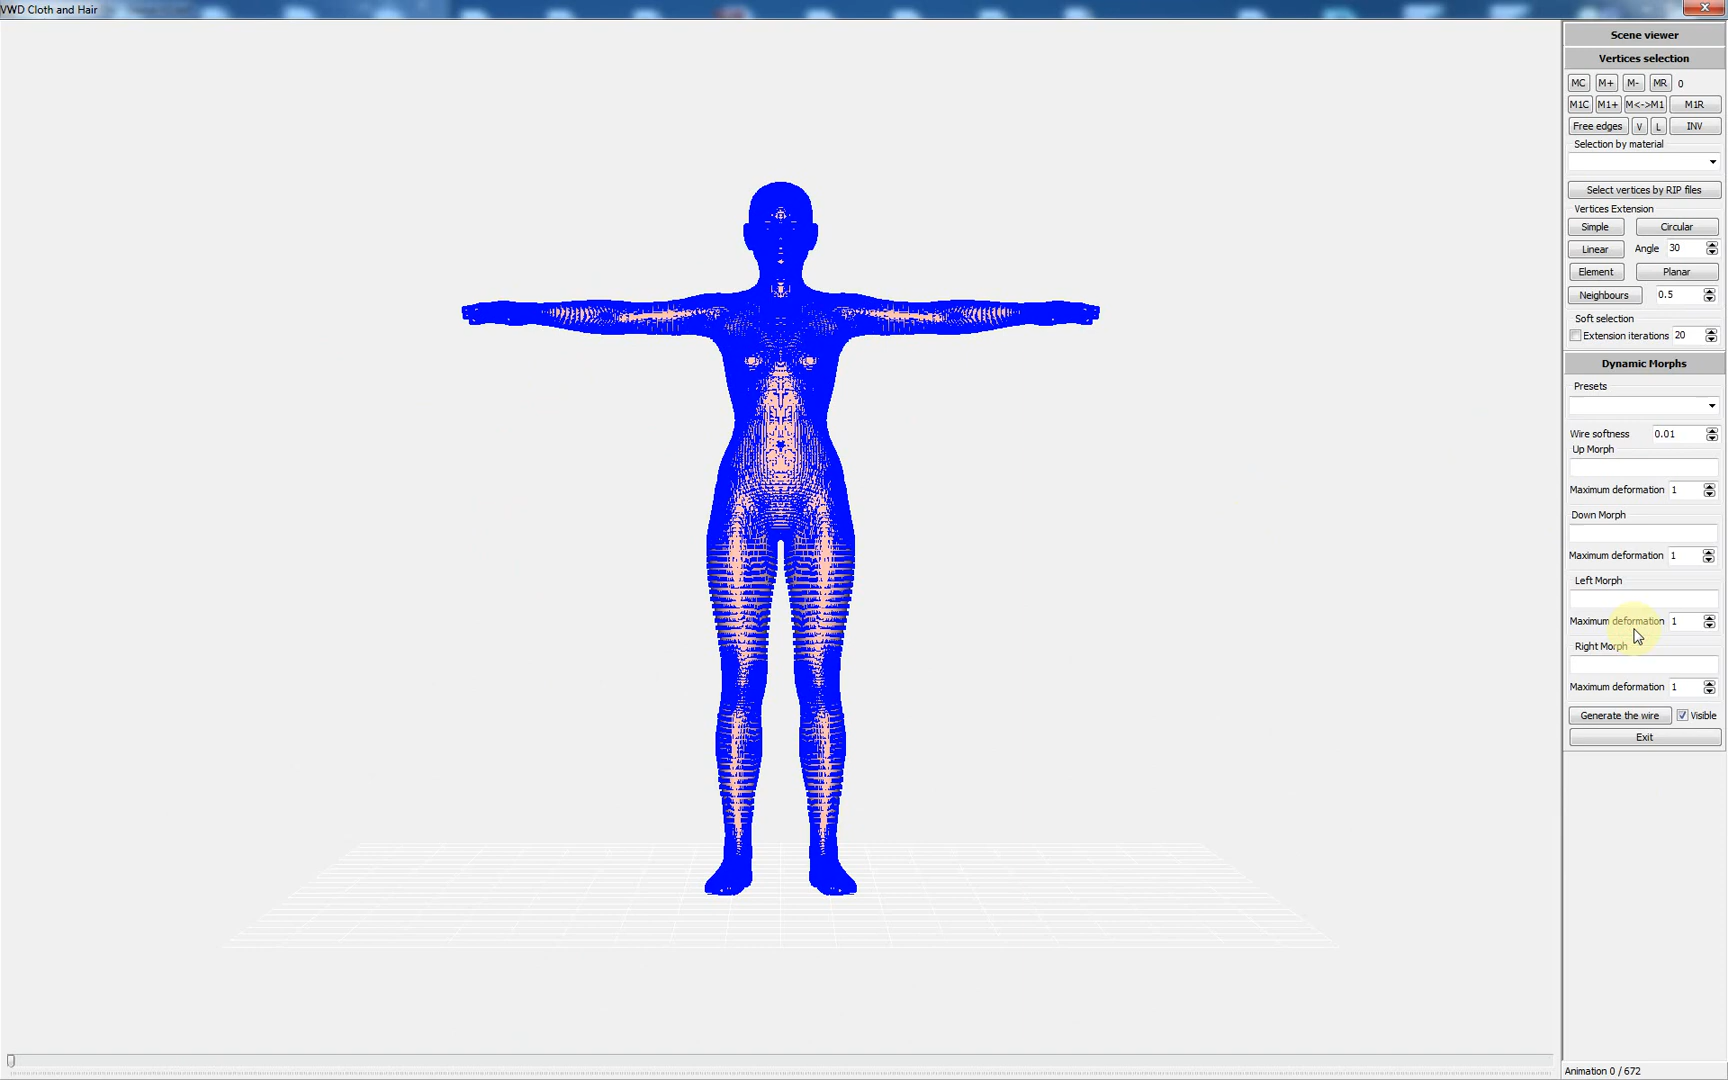 VWD Cloth and Hair
Scene viewer
Vertices selection
MC M+ M- MR 0
M1C M1+ M<->M1 M1R
Free edges V L INV
Selection by material
Select vertices by RIP files
Vertices Extension
Simple Circular
Linear Angle 30
Element Planar
Neighbours 0.5
Soft selection
Extension iterations 20
Dynamic Morphs
Presets
Wire softness 0.01
Up Morph
Maximum deformation 1
Down Morph
Maximum deformation 1
Left Morph
Maximum deformation 1
Right Morph
Maximum deformation 1
Generate the wire Visible
Exit
Animation 0 / 672